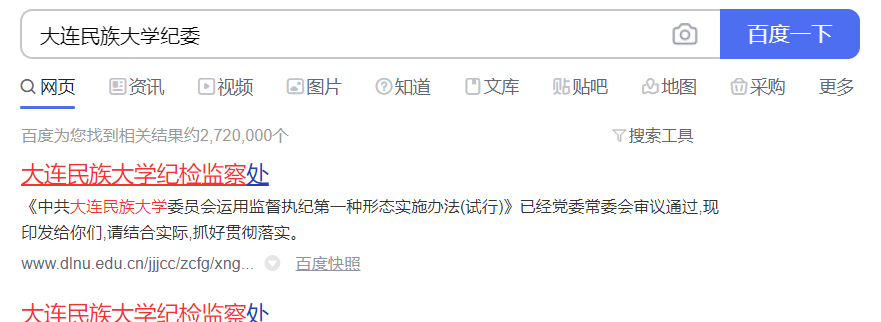 大连民族大学纪委 百度一下
网页 资讯 视频 图片 知道 文库 贴吧 地图 采购 更多
百度为您找到相关结果约2,720,000个 搜索工具
大连民族大学纪检监察处
《中共大连民族大学委员会运用监督执纪第一种形态实施办法(试行)》已经党委常委会审议通过,现
印发给你们,请结合实际,抓好贯彻落实。
www.dlnu.edu.cn/jjjcc/zcfg/xng... 百度快照
大连民族大学纪检监察处